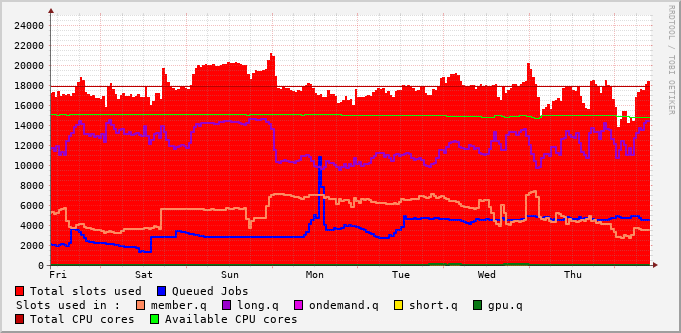 24000
22000
20000
18000
16000
14000
12000
10000
8000
6000
4000
2000
0
Fri Sat Sun Mon Tue Wed Thu
Total slots used Queued Jobs
Slots used in : member.q long.q ondemand.q short.q gpu.q
Total CPU cores Available CPU cores
RRDTOOL / TOBI OETIKER